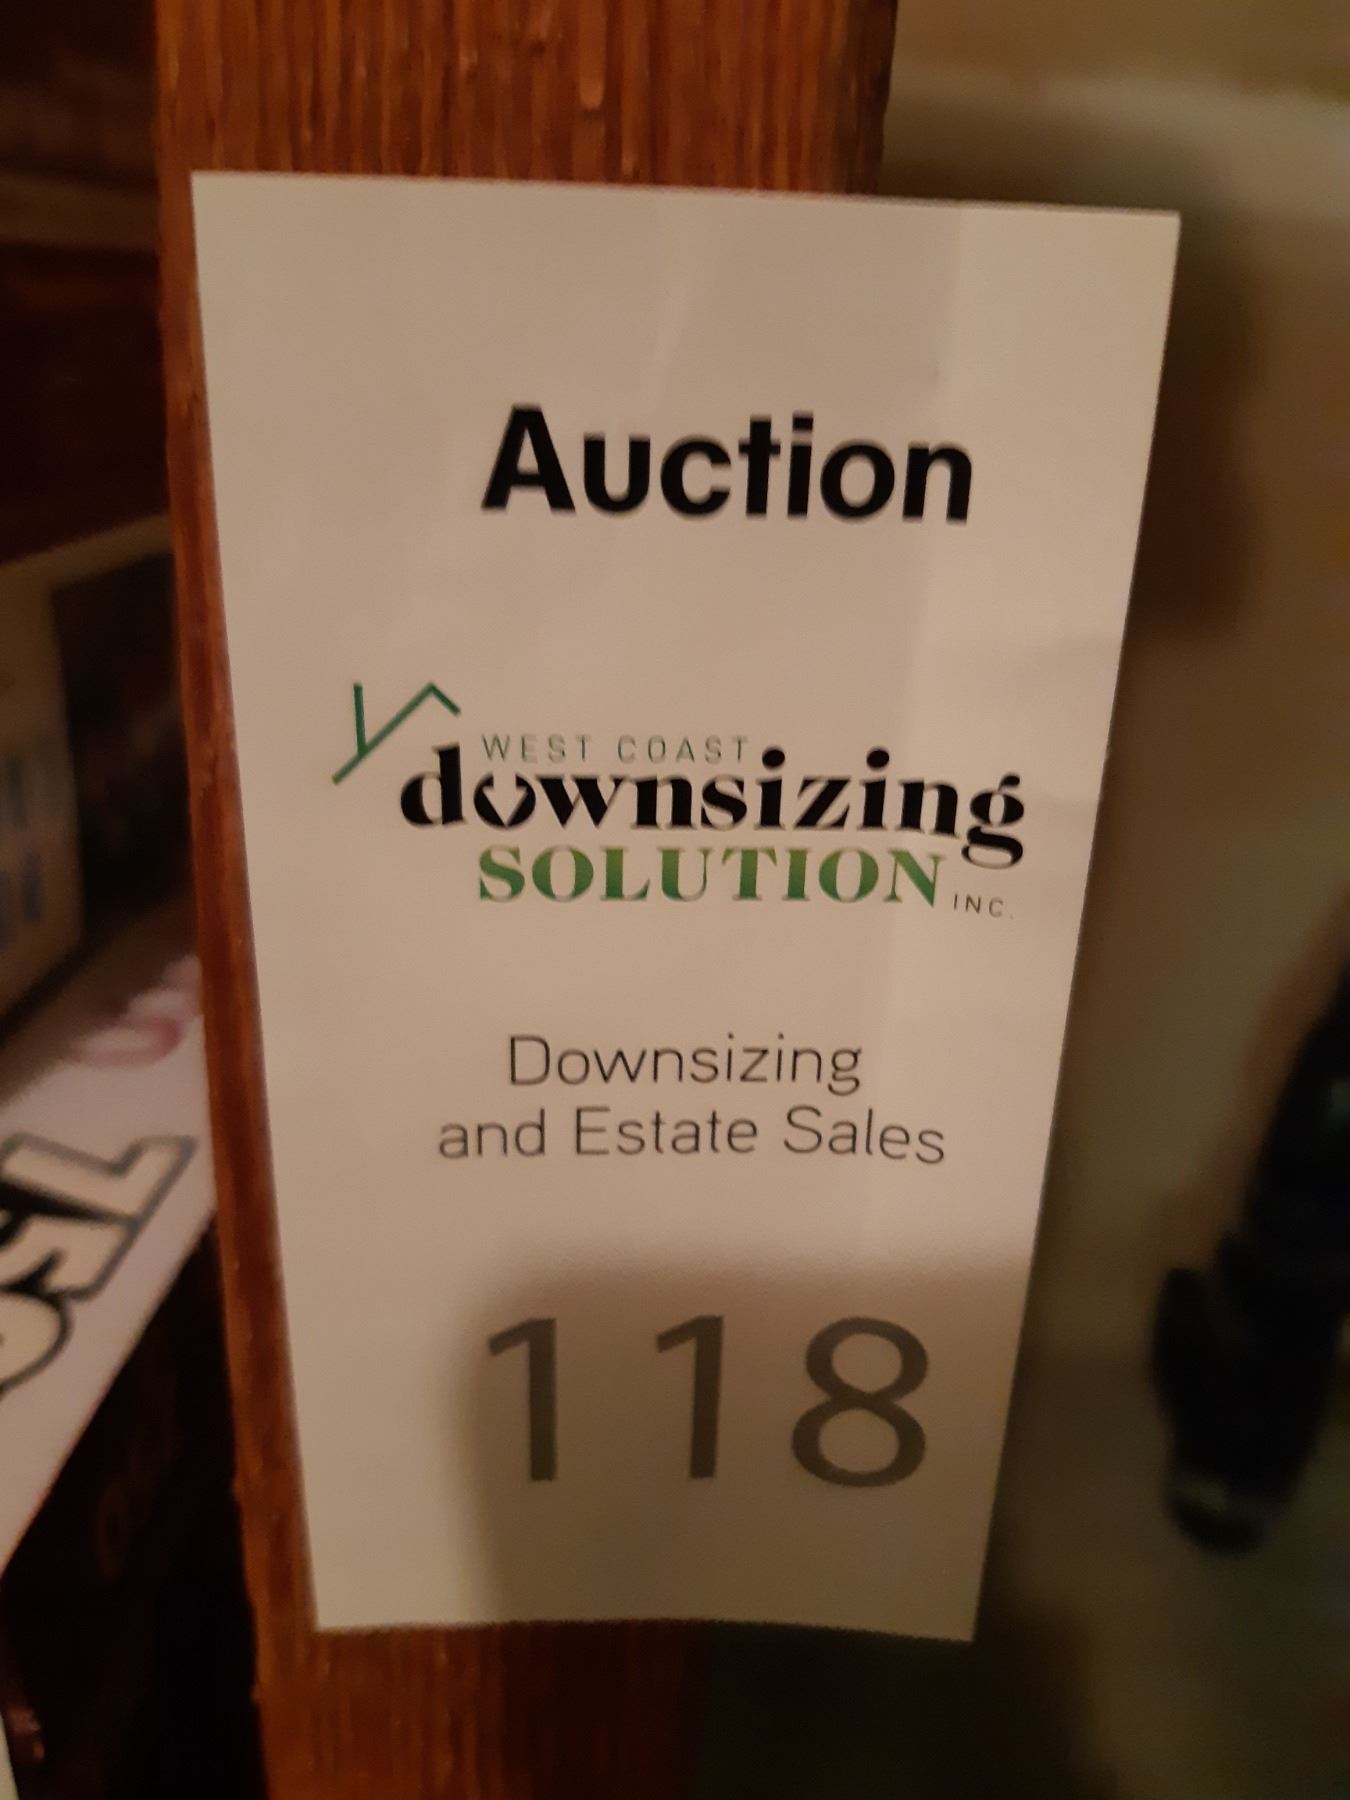 Auction
WEST COAST
downsizing
SOLUTION INC.
Downsizing
and Estate Sales
118